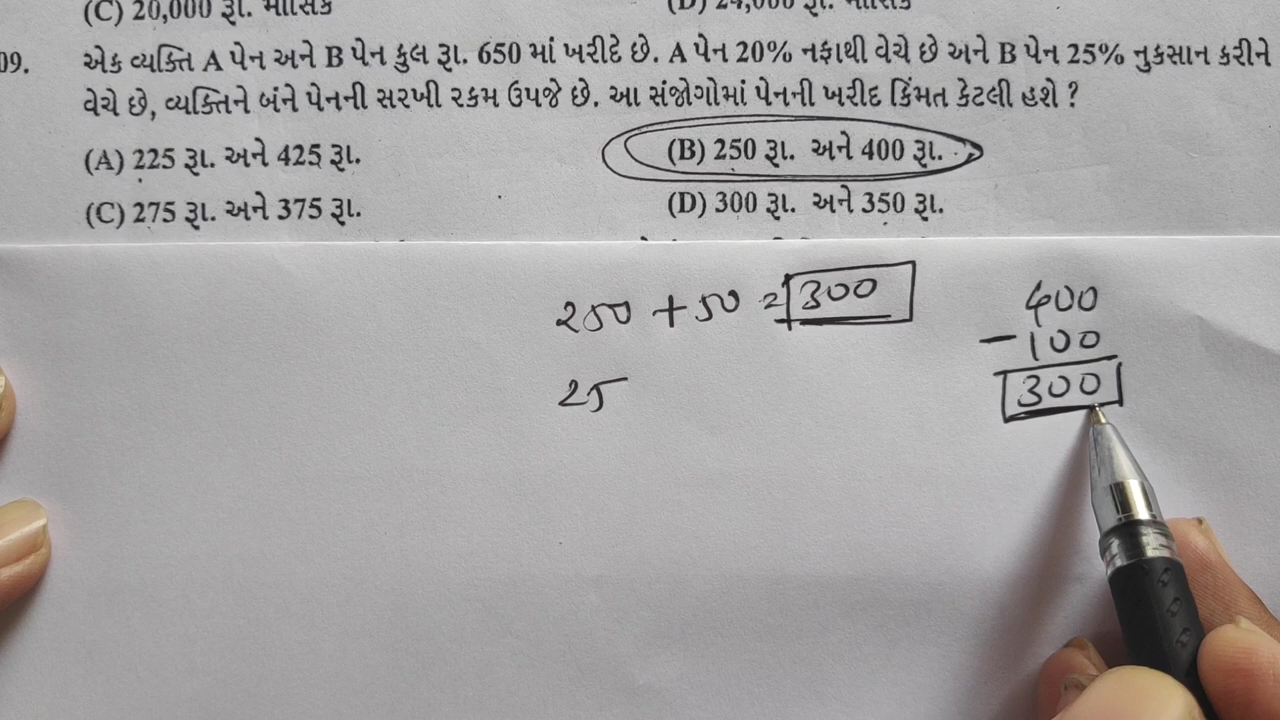 (C) 20,000 રૂા. માસિક (D) 24,000 રૂા. માસિક
09. એક વ્યક્તિ A પેન અને B પેન કુલ રૂા. 650 માં ખરીદે છે. A પેન 20% નફાથી વેચે છે અને B પેન 25% નુકસાન કરીને
વેચે છે, વ્યક્તિને બંને પેનની સરખી રકમ ઉપજે છે. આ સંજોગોમાં પેનની ખરીદ કિંમત કેટલી હશે ?
(A) 225 રૂા. અને 425 રૂા. (B) 250 રૂા. અને 400 રૂા.
(C) 275 રૂા. અને 375 રૂા. (D) 300 રૂા. અને 350 રૂા.
250 + 50 = 300 400
- 100
25 300